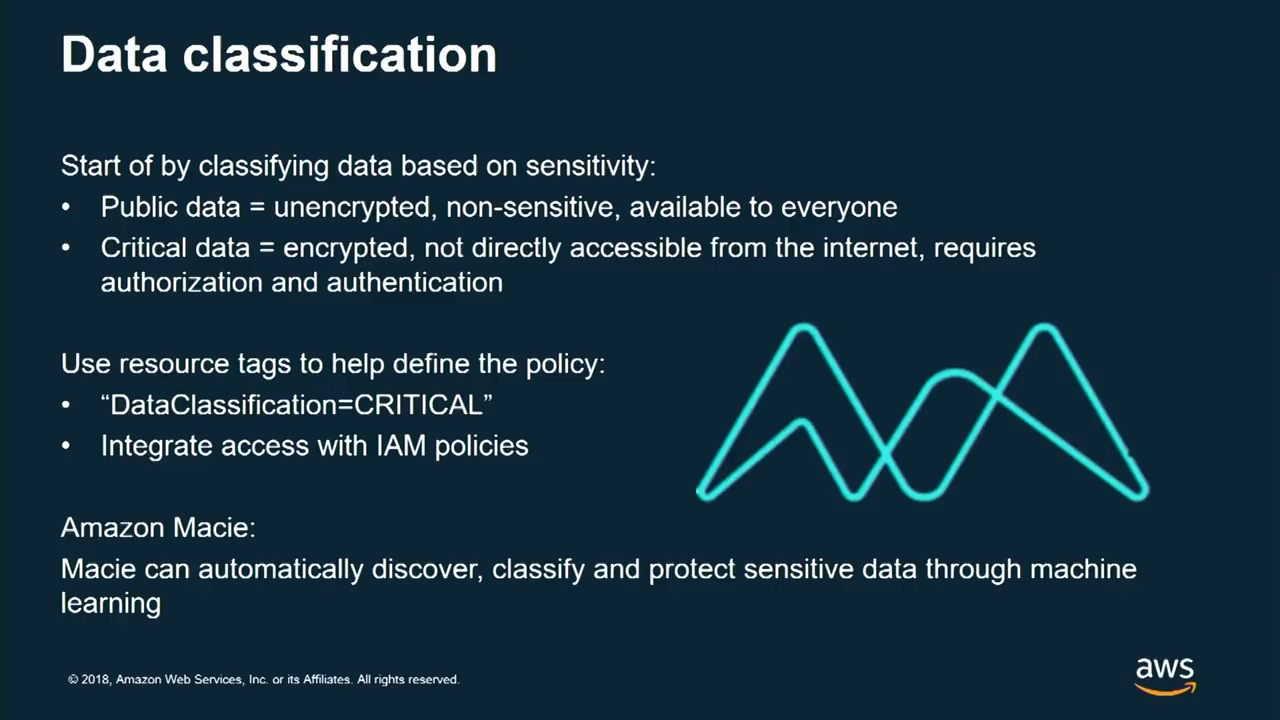 Data classification
Start of by classifying data based on sensitivity:
• Public data = unencrypted, non-sensitive, available to everyone
• Critical data = encrypted, not directly accessible from the internet, requires
authorization and authentication
Use resource tags to help define the policy:
• “DataClassification=CRITICAL”
• Integrate access with IAM policies
Amazon Macie:
Macie can automatically discover, classify and protect sensitive data through machine
learning
© 2018, Amazon Web Services, Inc. or its Affiliates. All rights reserved.
aws